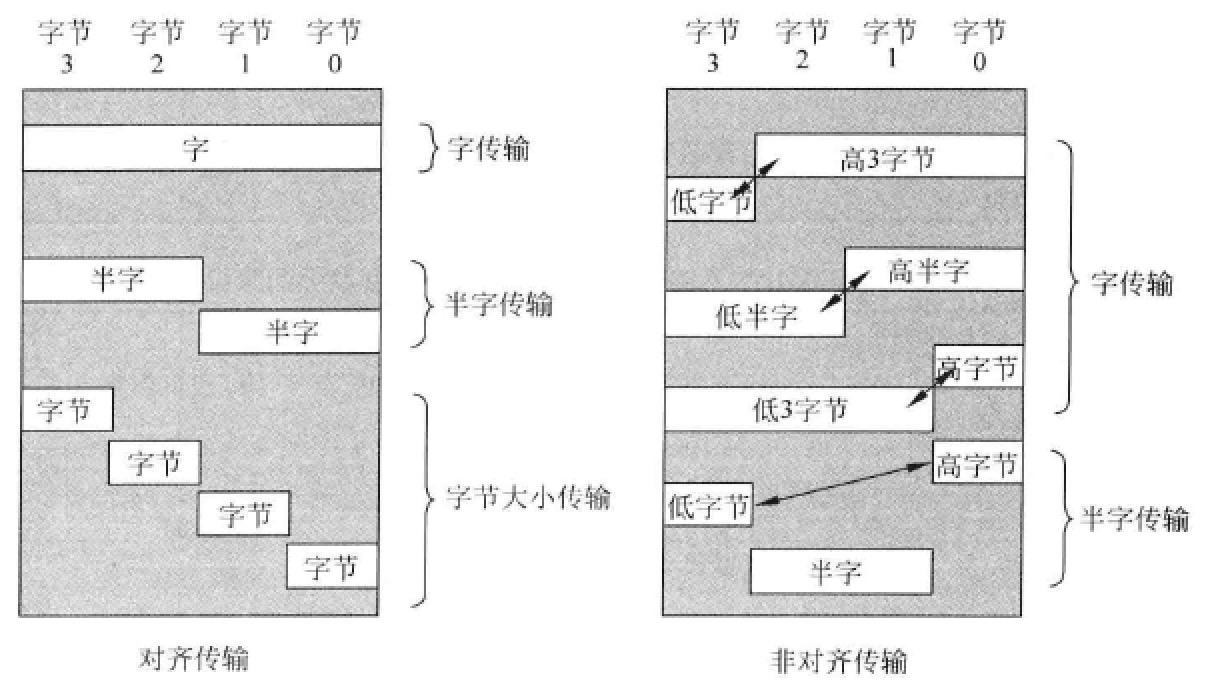 字节 字节 字节 字节
3 2 1 0
字
字传输
半字
半字
半字传输
字节
字节
字节
字节
字节大小传输
对齐传输
字节 字节 字节 字节
3 2 1 0
高3字节
低字节
高半字
低半字
高字节
低3字节
字传输
高字节
低字节
半字
半字传输
非对齐传输